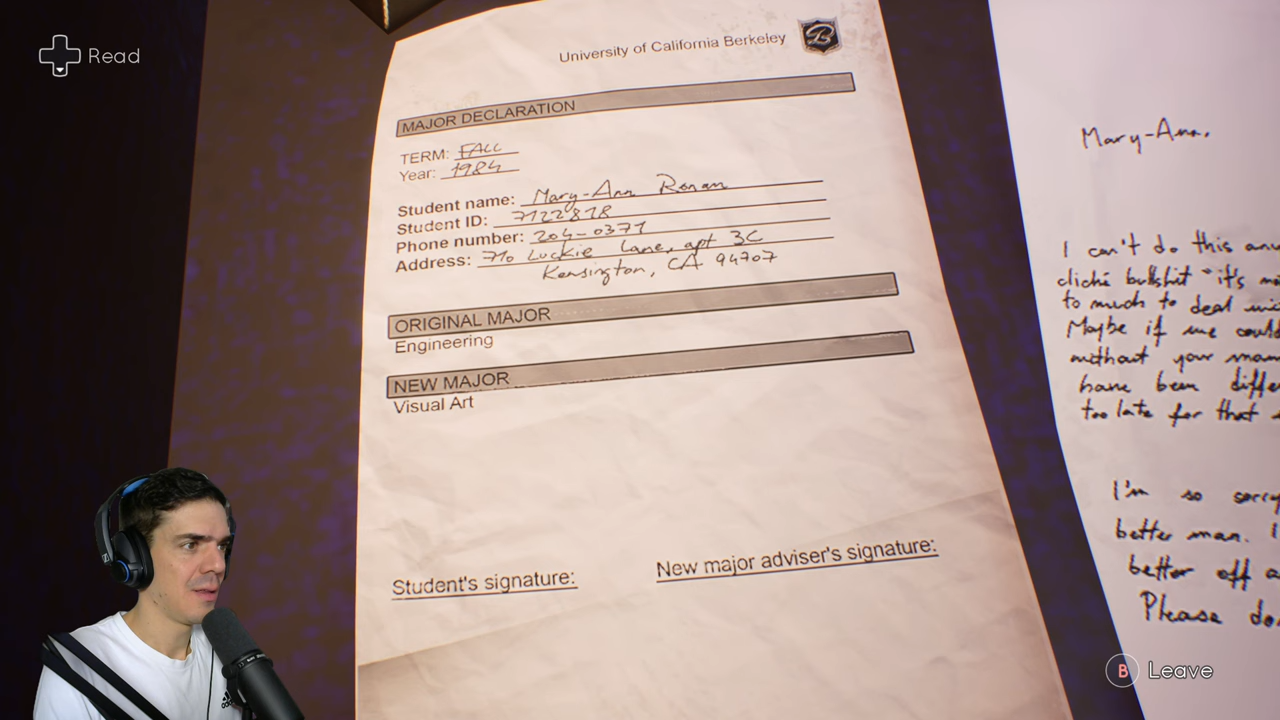 Read
University of California Berkeley
MAJOR DECLARATION
TERM: FALL
Year: 1984
Student name: Mary-Ann Ronan
Student ID: 7122818
Phone number: 204-0371
Address: 710 Luckie Lane, apt 3C
Kensington, CA 94707
ORIGINAL MAJOR
Engineering
NEW MAJOR
Visual Art
Student's signature:
New major adviser's signature:
Mary-Ann,
I can't do this
cliché bullshit "it's
to much to deal
Maybe if we
without your
have been
too late for that
I'm so sorry
better man. I
better off
Please
B Leave